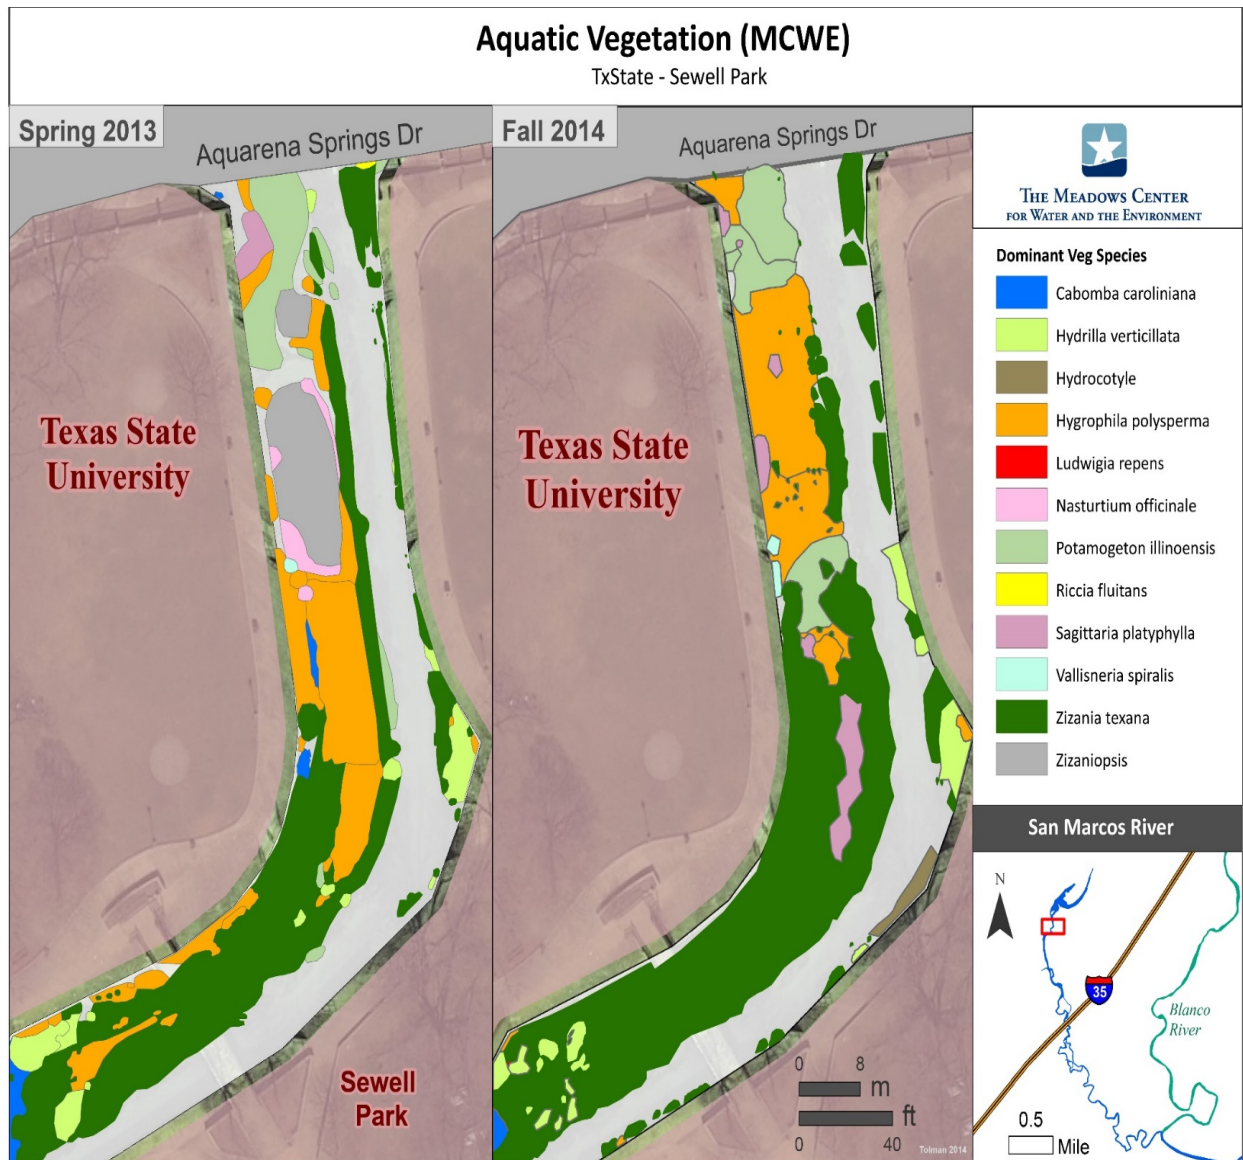 Aquatic Vegetation (MCWE)
TxState - Sewell Park
Spring 2013
Aquarena Springs Dr
Texas State
University
Sewell
Park
Fall 2014
Aquarena Springs Dr
Texas State
University
0 8
m
ft
0 40
Tolman 2014
THE MEADOWS CENTER
FOR WATER AND THE ENVIRONMENT
Dominant Veg Species
Cabomba caroliniana
Hydrilla verticillata
Hydrocotyle
Hygrophila polysperma
Ludwigia repens
Nasturtium officinale
Potamogeton illinoensis
Riccia fluitans
Sagittaria platyphylla
Vallisneria spiralis
Zizania texana
Zizaniopsis
San Marcos River
N
35
Blanco
River
0.5
Mile